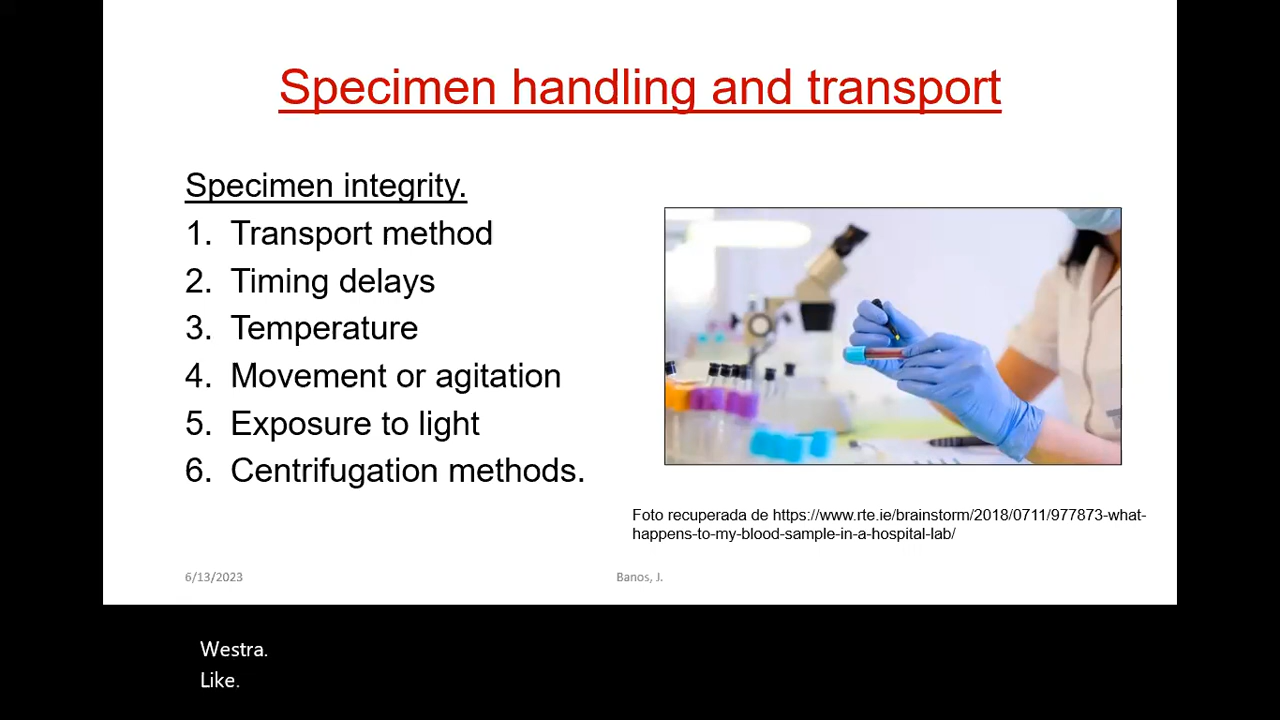 Specimen handling and transport
Specimen integrity.
1. Transport method
2. Timing delays
3. Temperature
4. Movement or agitation
5. Exposure to light
6. Centrifugation methods.
Foto recuperada de https://www.rte.ie/brainstorm/2018/0711/977873-what-
happens-to-my-blood-sample-in-a-hospital-lab/
6/13/2023
Banos, J.
Westra.
Like.